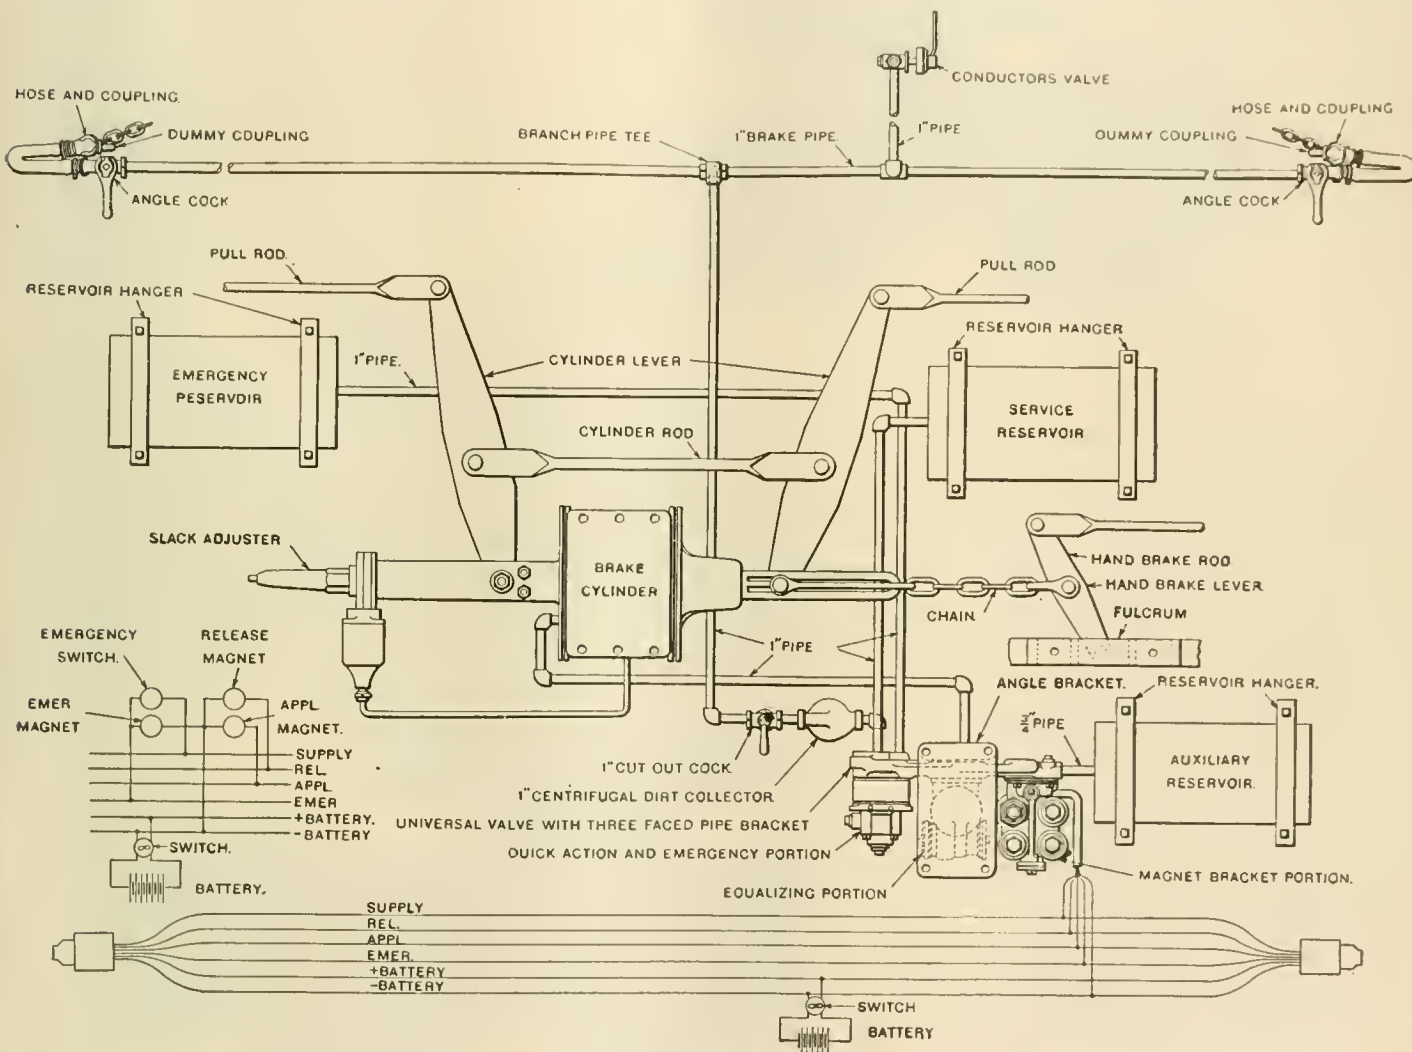 CONDUCTORS VALVE
HOSE AND COUPLING.
DUMMY COUPLING
BRANCH PIPE TEE
1" BRAKE PIPE.
1" PIPE
HOSE AND COUPLING
DUMMY COUPLING
ANGLE COCK
ANGLE COCK
PULL ROD.
PULL ROD
RESERVOIR HANGER
RESERVOIR HANGER
1" PIPE.
CYLINDER LEVER
EMERGENCY
RESERVOIR
SERVICE
RESERVOIR
CYLINDER ROD
SLACK ADJUSTER
BRAKE
CYLINDER
HAND BRAKE ROD
HAND BRAKE LEVER
CHAIN
FULCRUM
EMERGENCY
SWITCH.
RELEASE
MAGNET
1" PIPE
ANGLE BRACKET.
RESERVOIR HANGER.
EMER
MAGNET
APPL
MAGNET.
PIPE
SUPPLY
REL.
APPL.
EMER
+BATTERY.
-BATTERY
1" CUT OUT COCK
AUXILIARY
RESERVOIR.
1" CENTRIFUGAL DIRT COLLECTOR
UNIVERSAL VALVE WITH THREE FACED PIPE BRACKET
SWITCH.
QUICK ACTION AND EMERGENCY PORTION
BATTERY.
EQUALIZING PORTION
MAGNET BRACKET PORTION.
SUPPLY
REL.
APPL
EMER.
+BATTERY
-BATTERY
SWITCH
BATTERY